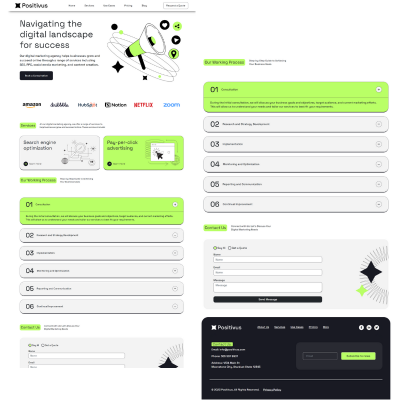 Positivus
Home
Services
Use Cases
Pricing
Blog
Request a Quote
Navigating the
digital landscape
for success
Our digital marketing agency helps businesses grow and
succeed online through a range of services including
SEO, PPC, social media marketing, and content creation.
amazon
dribbble
HubSpot
Notion
NETFLIX
zoom
Services
Search engine
optimization
Pay-per-click
advertising
Our Working Process
01 Consultation
02 Research and Strategy Development
03 Implementation
04 Monitoring and Optimization
05 Reporting and Communication
06 Continual Improvement
Contact Us
Say Hi
Get a Quote
Name
Our Working Process
01 Consultation
During the initial consultation, we will discuss your business goals and objectives, target audience, and current marketing efforts.
This will allow us to understand your needs and tailor our services to best fit your requirements.
02 Research and Strategy Development
03 Implementation
04 Monitoring and Optimization
05 Reporting and Communication
06 Continual Improvement
Contact Us
Say Hi
Get a Quote
Name
Name
Email
Email
Message
Message
Send Message
Positivus
About Us
Services
Use Cases
Pricing
Blog
Contact Us
Email: info@positivus.com
Phone: 555-567-8901
Address: 1234 Main St
Moonstone City, Stardust State 12345
Email
Subscribe to news
© 2023 Positivus. All Rights Reserved.
Privacy Policy